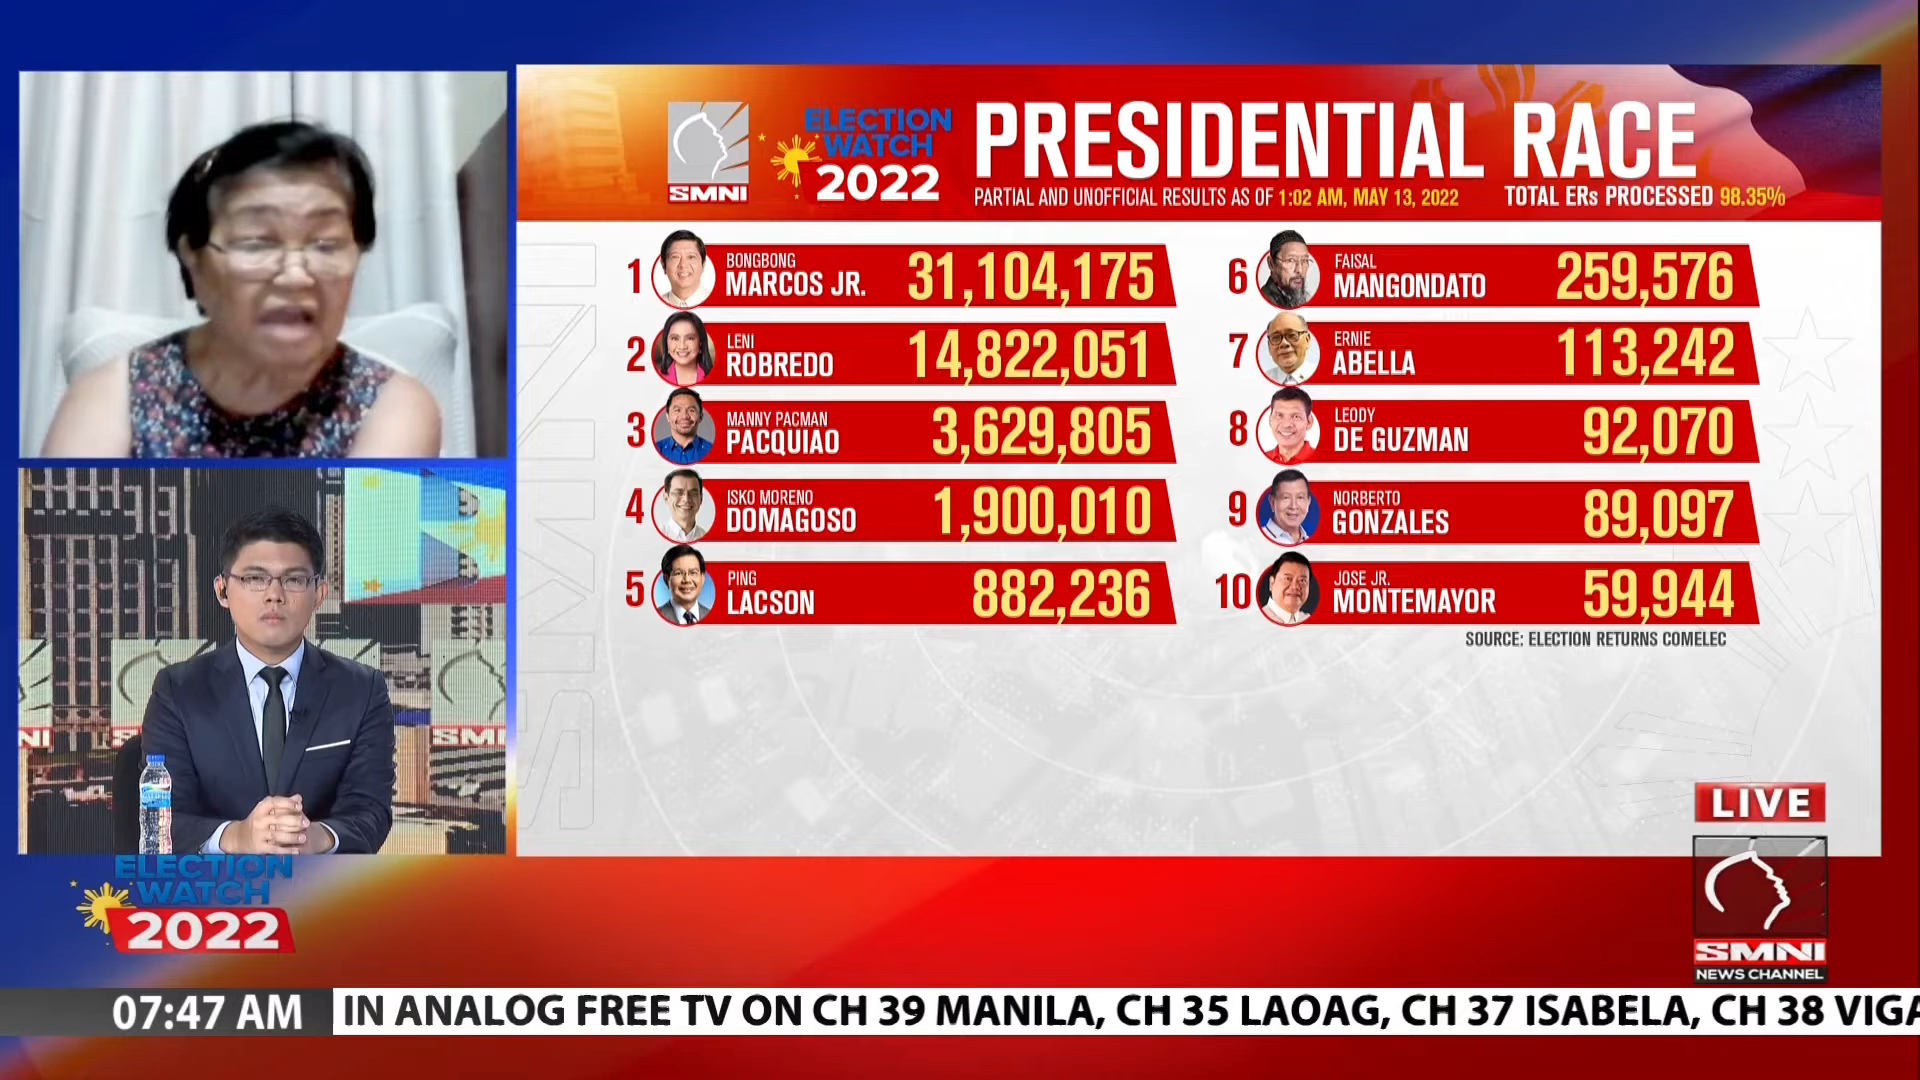 SMNI
ELECTION
WATCH
2022
PRESIDENTIAL RACE
PARTIAL AND UNOFFICIAL RESULTS AS OF 1:02 AM, MAY 13, 2022
TOTAL ERs PROCESSED 98.35%
1 BONGBONG MARCOS JR. 31,104,175
2 LENI ROBREDO 14,822,051
3 MANNY PACMAN PACQUIAO 3,629,805
4 ISKO MORENO DOMAGOSO 1,900,010
5 PING LACSON 882,236
6 FAISAL MANGONDATO 259,576
7 ERNIE ABELLA 113,242
8 LEODY DE GUZMAN 92,070
9 NORBERTO GONZALES 89,097
10 JOSE JR. MONTEMAYOR 59,944
SOURCE: ELECTION RETURNS COMELEC
SMNI
NI
S
SMI
ELECTION
WATCH
2022
LIVE
SMNI
NEWS CHANNEL
07:47 AM
IN ANALOG FREE TV ON CH 39 MANILA, CH 35 LAOAG, CH 37 ISABELA, CH 38 VIGA